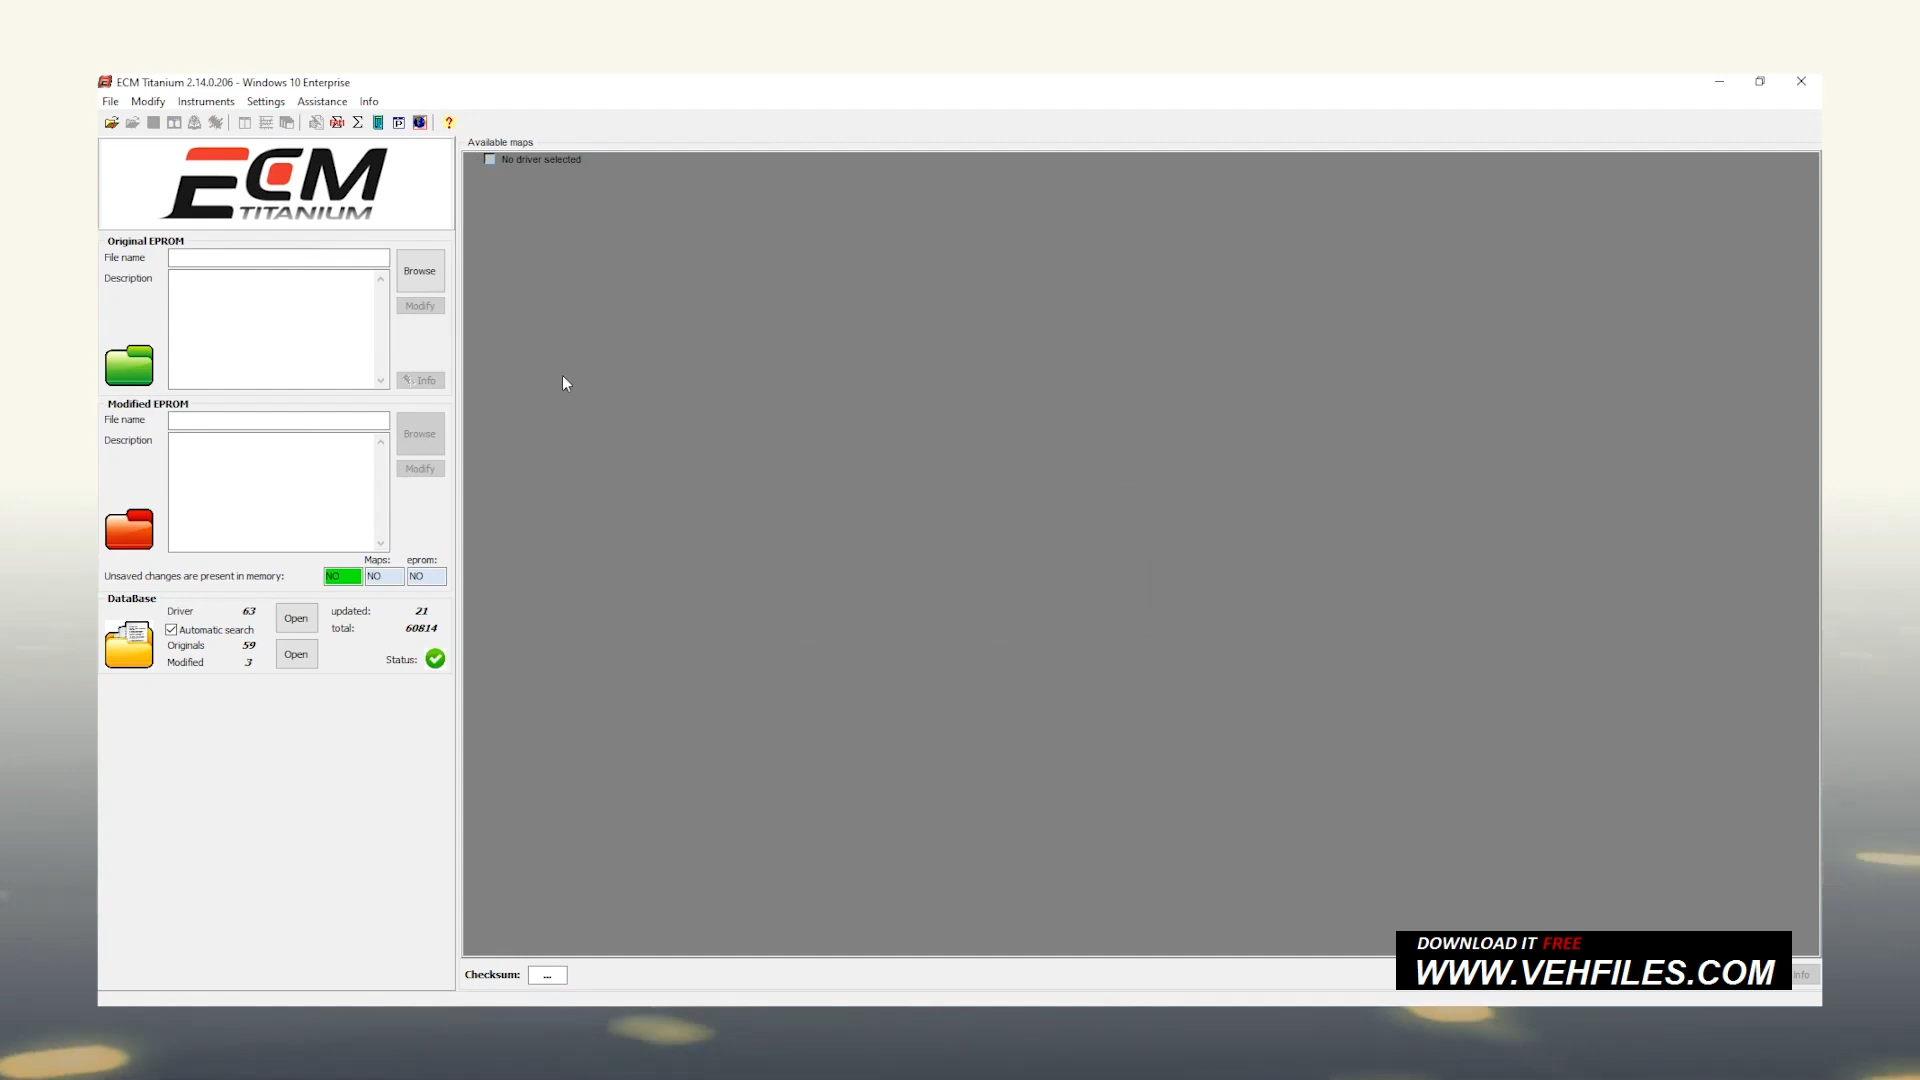 ECM Titanium 2.14.0.206 - Windows 10 Enterprise
File Modify Instruments Settings Assistance Info
ECM
TITANIUM
Original EPROM
File name
Browse
Description
Modify
Info
Modified EPROM
File name
Browse
Description
Modify
Maps: eprom:
Unsaved changes are present in memory: NO NO NO
DataBase
Driver 63 Open updated: 21
Automatic search total: 60814
Originals 59 Open
Modified 3 Status:
Available maps
No driver selected
Checksum: ...
Info
DOWNLOAD IT FREE
WWW.VEHFILES.COM